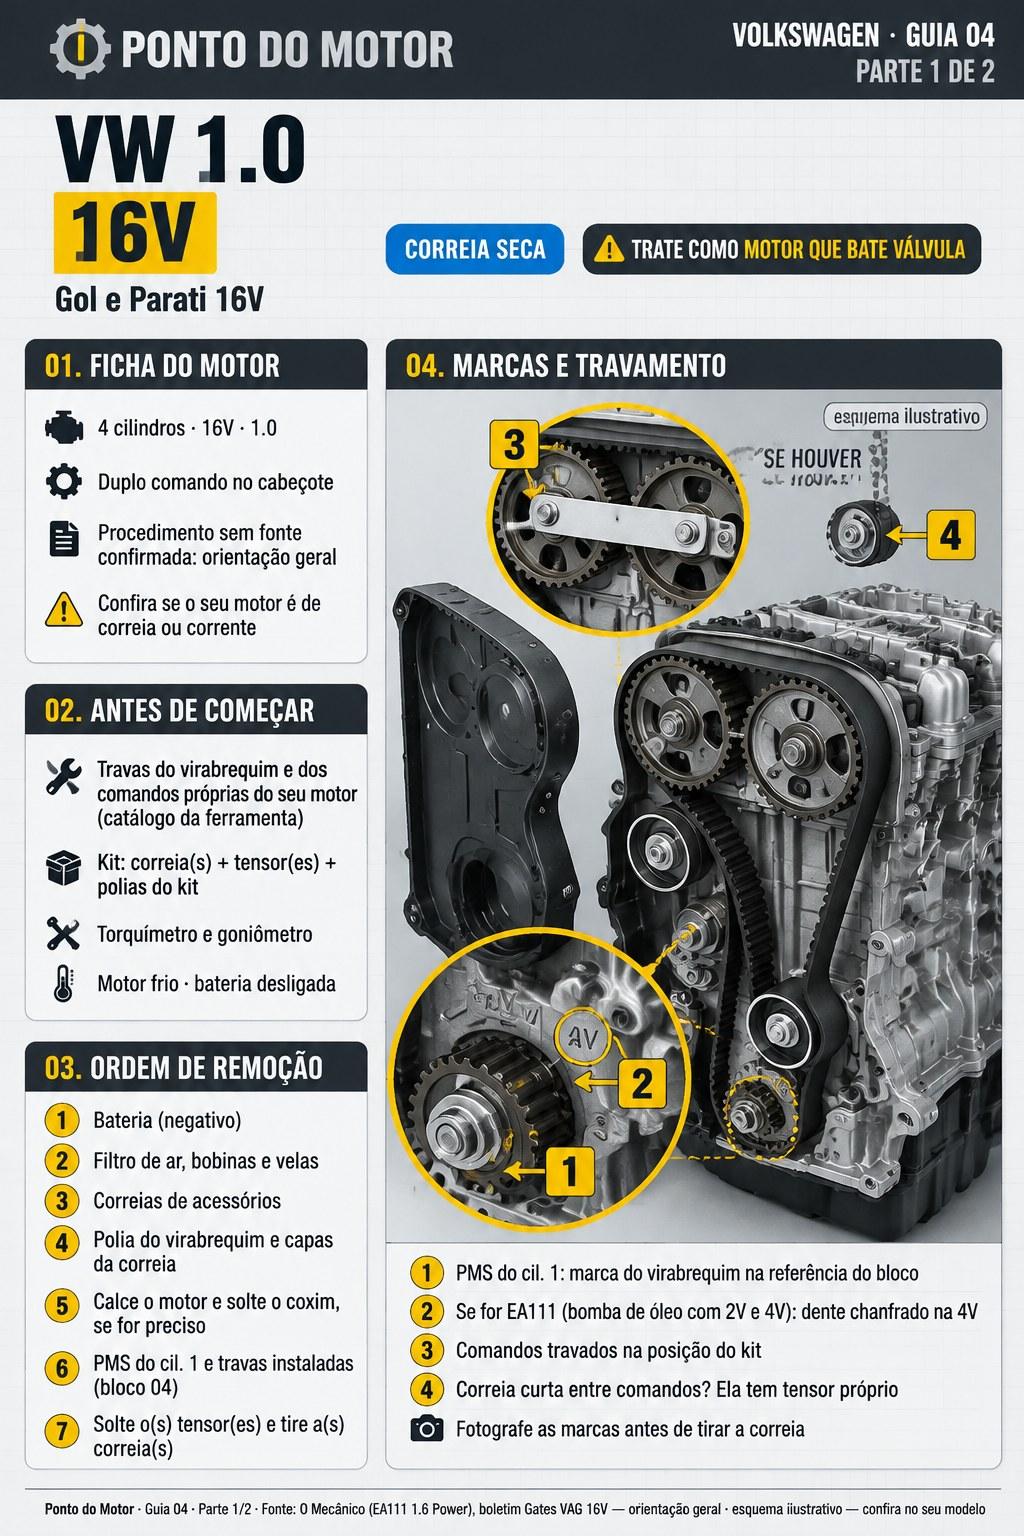 PONTO DO MOTOR
VOLKSWAGEN · GUIA 04
PARTE 1 DE 2
VW 1.0
16V
Gol e Parati 16V
CORREIA SECA
TRATE COMO MOTOR QUE BATE VÁLVULA
01. FICHA DO MOTOR
4 cilindros · 16V · 1.0
Duplo comando no cabeçote
Procedimento sem fonte
confirmada: orientação geral
Confira se o seu motor é de
correia ou corrente
02. ANTES DE COMEÇAR
Travas do virabrequim e dos
comandos próprias do seu motor
(catálogo da ferramenta)
Kit: correia(s) + tensor(es) +
polias do kit
Torquímetro e goniômetro
Motor frio · bateria desligada
03. ORDEM DE REMOÇÃO
1 Bateria (negativo)
2 Filtro de ar, bobinas e velas
3 Correias de acessórios
4 Polia do virabrequim e capas
da correia
5 Calce o motor e solte o coxim,
se for preciso
6 PMS do cil. 1 e travas instaladas
(bloco 04)
7 Solte o(s) tensor(es) e tire a(s)
correia(s)
04. MARCAS E TRAVAMENTO
esquema ilustrativo
3
SE HOUVER
4
4V
2
1
1 PMS do cil. 1: marca do virabrequim na referência do bloco
2 Se for EA111 (bomba de óleo com 2V e 4V): dente chanfrado na 4V
3 Comandos travados na posição do kit
4 Correia curta entre comandos? Ela tem tensor próprio
Fotografe as marcas antes de tirar a correia
Ponto do Motor · Guia 04 · Parte 1/2 · Fonte: O Mecânico (EA111 1.6 Power), boletim Gates VAG 16V — orientação geral · esquema ilustrativo — confira no seu modelo